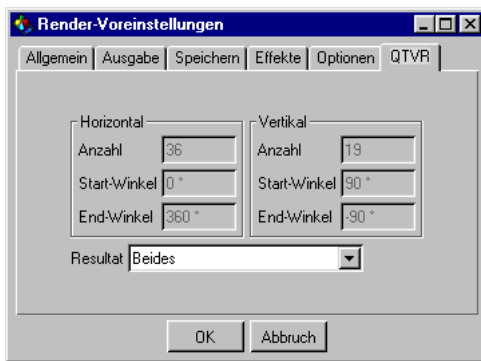 Render-Voreinstellungen
Allgemein Ausgabe Speichern Effekte Optionen QTVR
Horizontal Vertikal
Anzahl 36 Anzahl 19
Start-Winkel 0 ° Start-Winkel 90 °
End-Winkel 360 ° End-Winkel -90 °
Resultat Beides
OK Abbruch